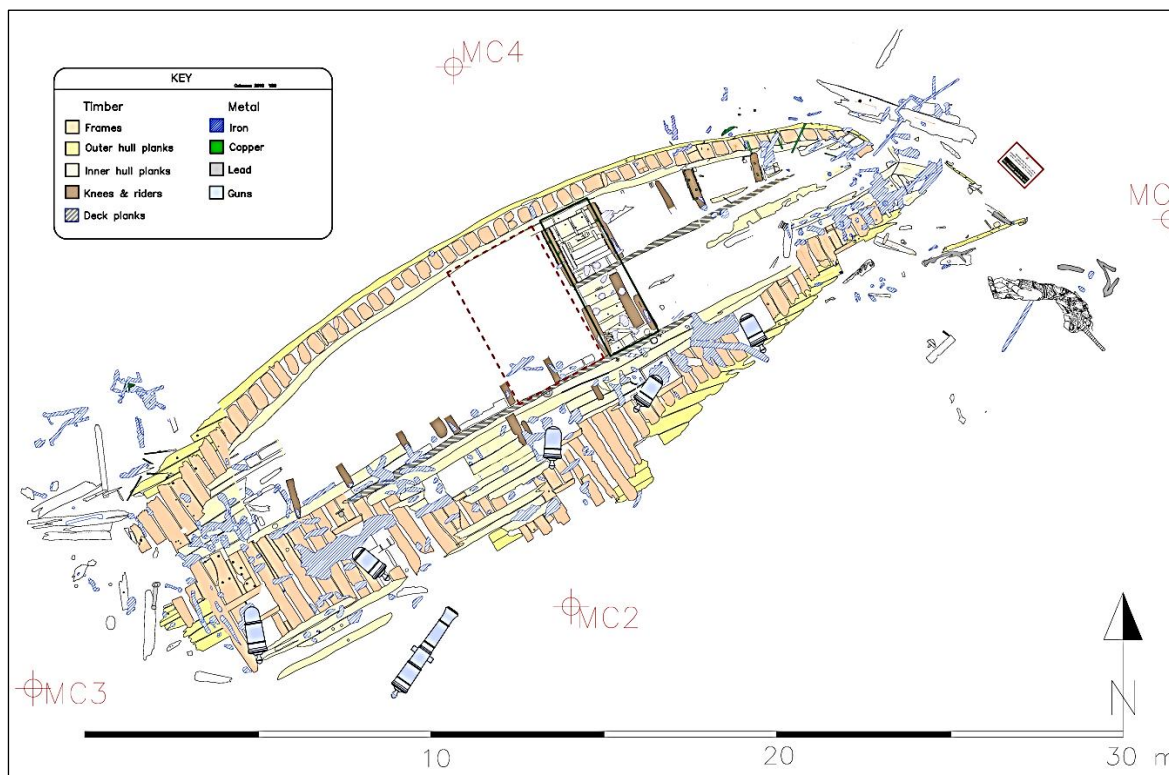 MC4
KEY
Timber
Metal
Frames
Iron
Outer hull planks
Copper
Inner hull planks
Lead
Knees & riders
Guns
Deck planks
MC
MC2
MC3
N
10
20
30 m